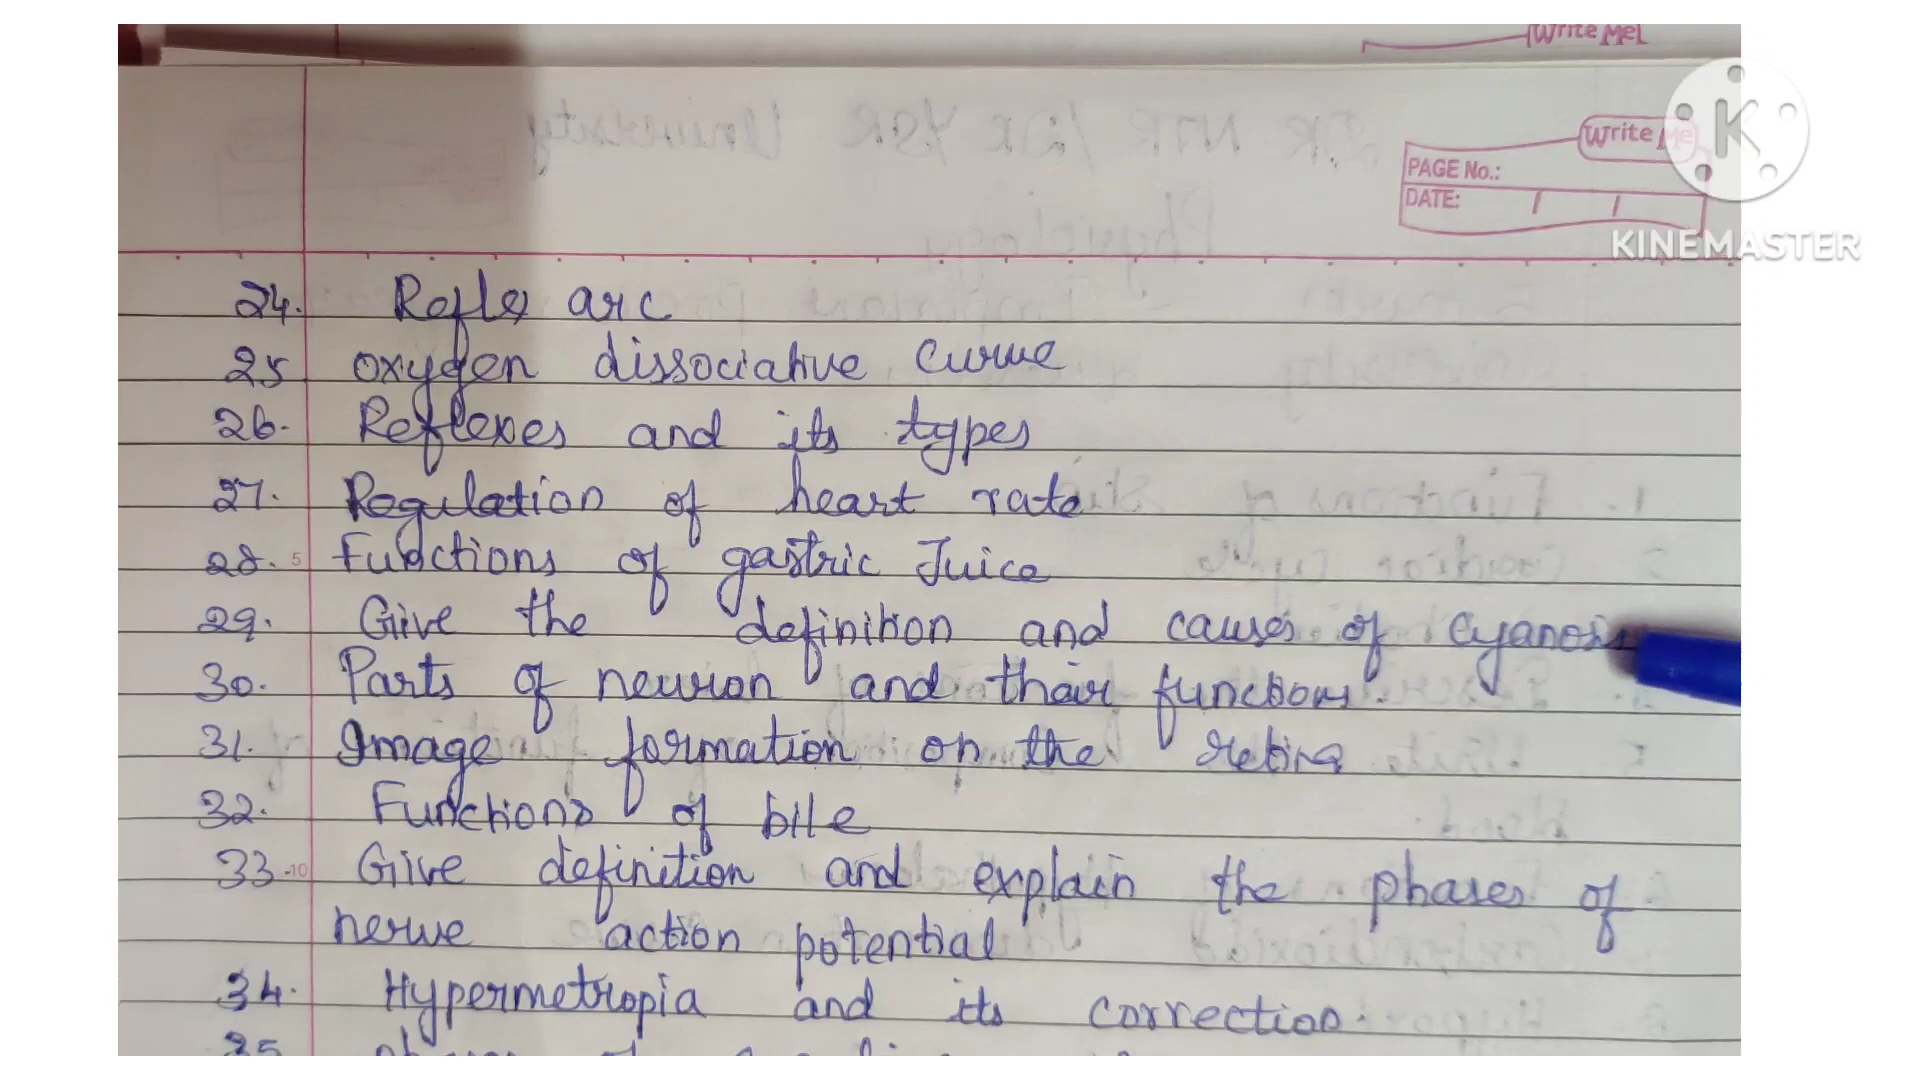 Write Me!
Write Me
PAGE No.:
DATE: / /
KINEMASTER
24. Reflex arc
25 oxygen dissociative curve
26. Reflexes and its types
27. Regulation of heart rate
28. 5 Functions of gastric Juice
29. Give the definition and causes of cyanosis
30. Parts of neuron and their functions.
31. Image formation on the retina
32. Functions of bile
33. 10 Give definition and explain the phases of
nerve action potential
34. Hypermetropia and its correction.
35.